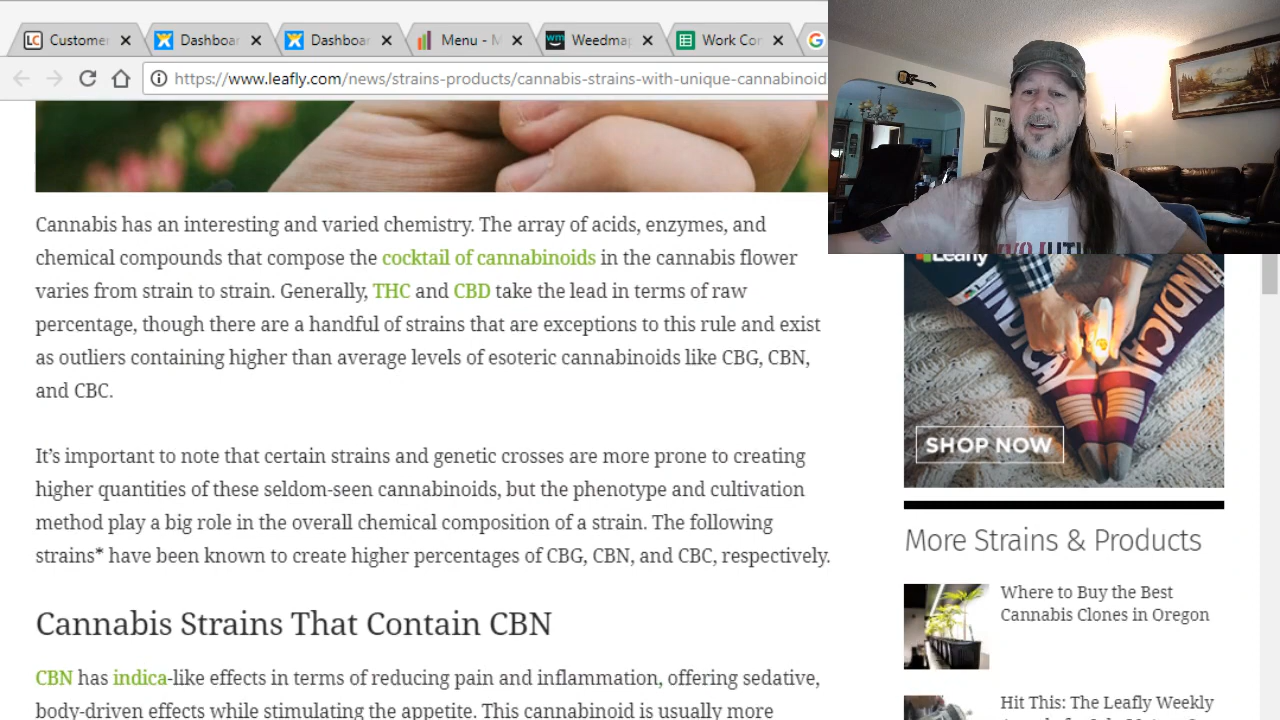 Customer
Dashboar
Dashboar
Menu - M
Weedmap
Work Cor
https://www.leafly.com/news/strains-products/cannabis-strains-with-unique-cannabinoid
Cannabis has an interesting and varied chemistry. The array of acids, enzymes, and
chemical compounds that compose the cocktail of cannabinoids in the cannabis flower
varies from strain to strain. Generally, THC and CBD take the lead in terms of raw
percentage, though there are a handful of strains that are exceptions to this rule and exist
as outliers containing higher than average levels of esoteric cannabinoids like CBG, CBN,
and CBC.
It’s important to note that certain strains and genetic crosses are more prone to creating
higher quantities of these seldom-seen cannabinoids, but the phenotype and cultivation
method play a big role in the overall chemical composition of a strain. The following
strains* have been known to create higher percentages of CBG, CBN, and CBC, respectively.
Cannabis Strains That Contain CBN
CBN has indica-like effects in terms of reducing pain and inflammation, offering sedative,
body-driven effects while stimulating the appetite. This cannabinoid is usually more
Leafly
INDICA
INDICA
SHOP NOW
More Strains & Products
Where to Buy the Best
Cannabis Clones in Oregon
Hit This: The Leafly Weekly